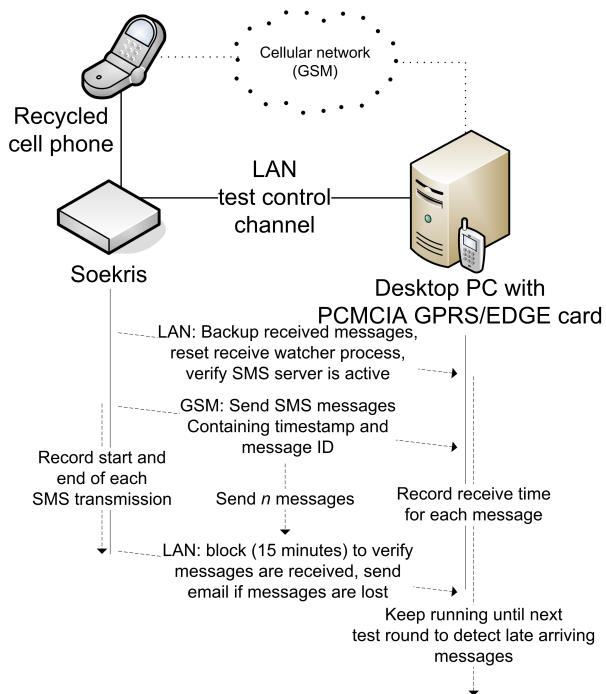 Cellular network
(GSM)
Recycled
cell phone
LAN
test control
channel
Soekris
Desktop PC with
PCMCIA GPRS/EDGE card
LAN: Backup received messages,
reset receive watcher process,
verify SMS server is active
GSM: Send SMS messages
Containing timestamp and
message ID
Record start and
end of each
SMS transmission
Send n messages
Record receive time
for each message
LAN: block (15 minutes) to verify
messages are received, send
email if messages are lost
Keep running until next
test round to detect late arriving
messages